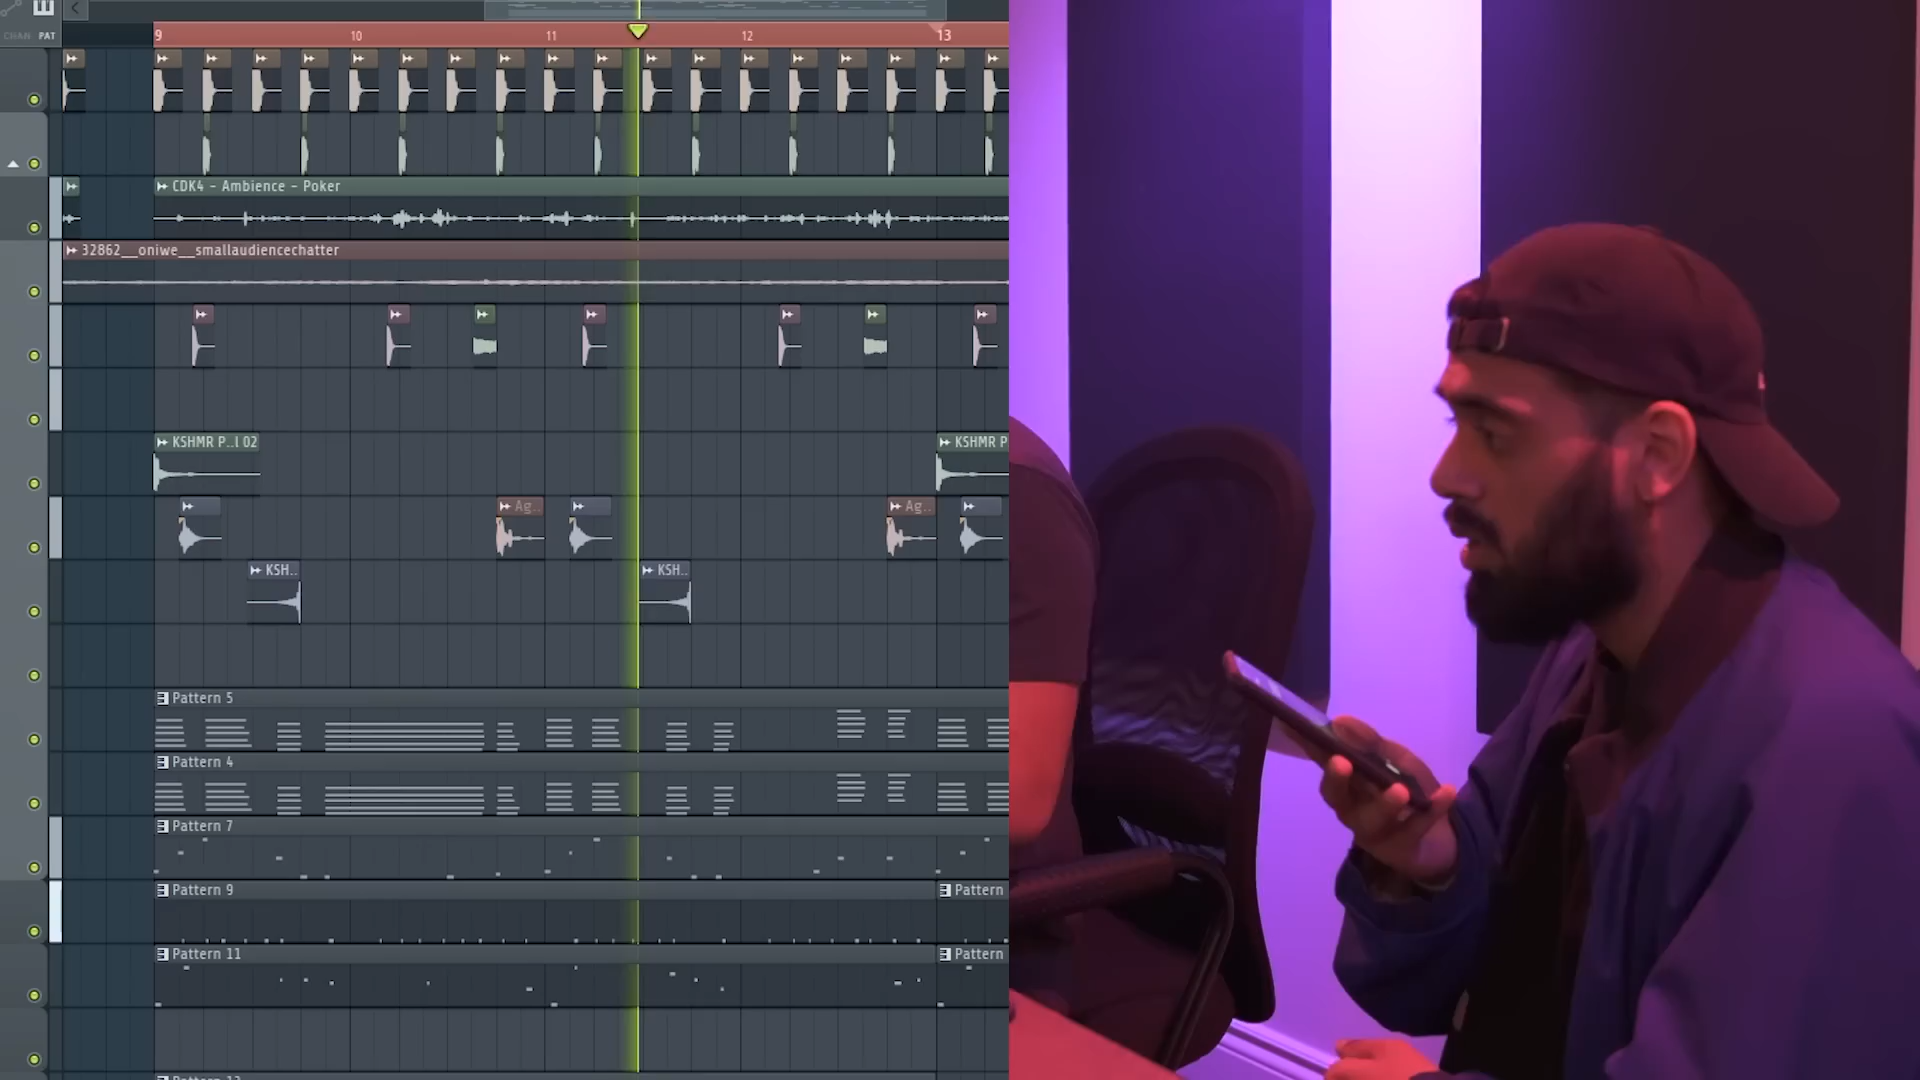 CHAN PAT
9 10 11 12 13
CDK4 - Ambience - Poker
32862__oniwe__smallaudiencechatter
KSHMR P..l 02 KSHMR P
Ag.. Ag..
KSH.. KSH..
Pattern 5
Pattern 4
Pattern 7
Pattern 9 Pattern
Pattern 11 Pattern